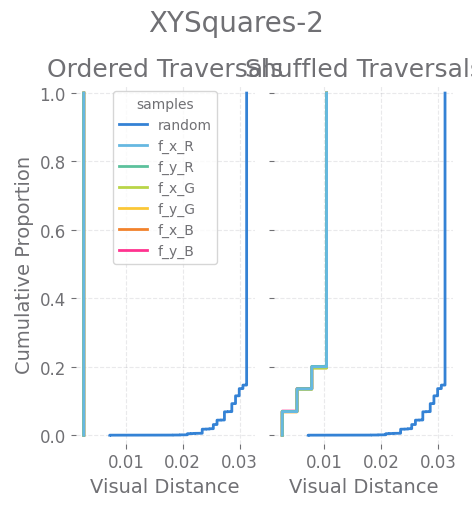 XYSquares-2
Ordered Traversals
Shuffled Traversals
samples
random
f_x_R
f_y_R
f_x_G
f_y_G
f_x_B
f_y_B
Cumulative Proportion
1.0
0.8
0.6
0.4
0.2
0.0
0.01 0.02 0.03
0.01 0.02 0.03
Visual Distance
Visual Distance